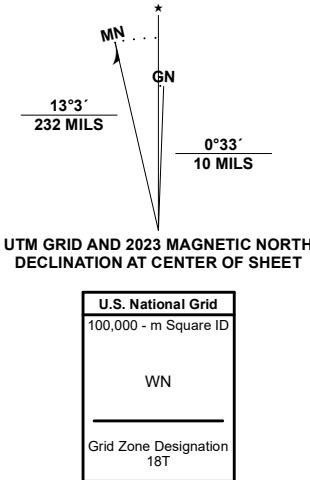 ★
MN
GN
13°3´
232 MILS
0°33´
10 MILS
UTM GRID AND 2023 MAGNETIC NORTH
DECLINATION AT CENTER OF SHEET
U.S. National Grid
100,000 - m Square ID
WN
Grid Zone Designation
18T